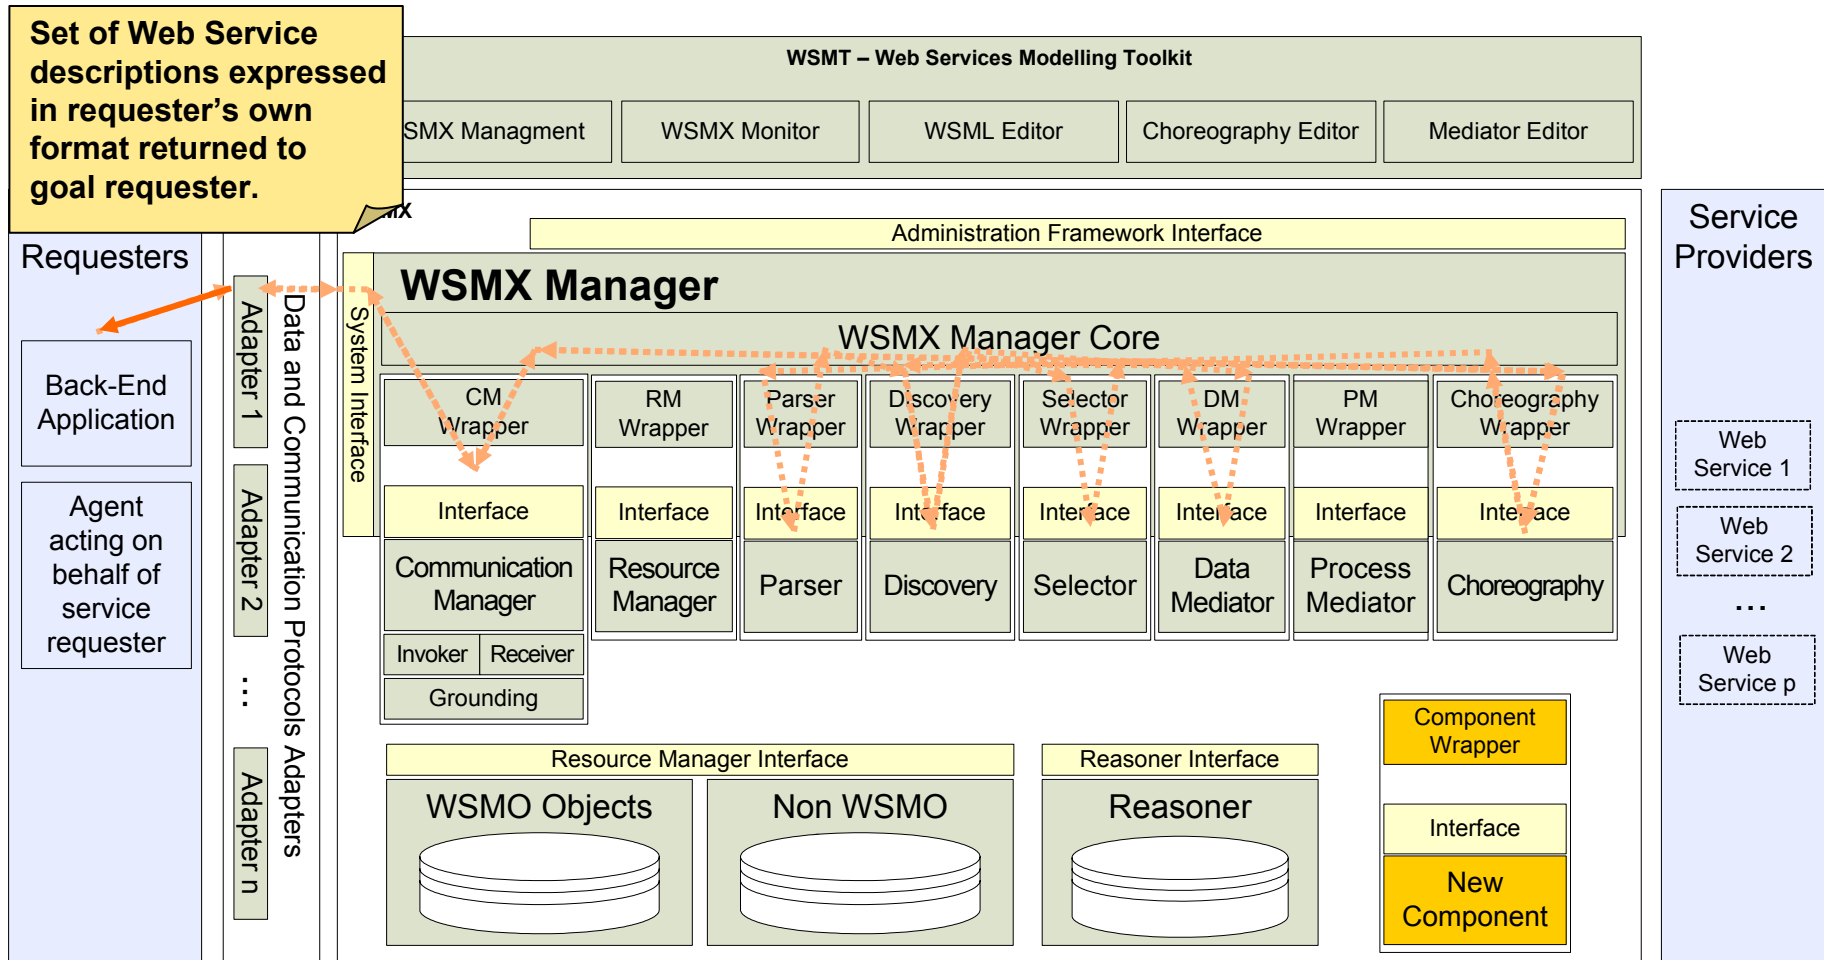 Set of Web Service
descriptions expressed
in requester's own
format returned to
goal requester.
WSMT – Web Services Modelling Toolkit
SMX Managment
WSMX Monitor
WSML Editor
Choreography Editor
Mediator Editor
MX
Requesters
Back-End
Application
Agent
acting on
behalf of
service
requester
Adapter 1
Adapter 2
...
Adapter n
Data and Communication Protocols Adapters
System Interface
Administration Framework Interface
WSMX Manager
WSMX Manager Core
CM
Wrapper
Interface
Communication
Manager
Invoker
Receiver
Grounding
RM
Wrapper
Interface
Resource
Manager
Parser
Wrapper
Interface
Parser
Discovery
Wrapper
Interface
Discovery
Selector
Wrapper
Interface
Selector
DM
Wrapper
Interface
Data
Mediator
PM
Wrapper
Interface
Process
Mediator
Choreography
Wrapper
Interface
Choreography
Resource Manager Interface
WSMO Objects
Non WSMO
Reasoner Interface
Reasoner
Component
Wrapper
Interface
New
Component
Service
Providers
Web
Service 1
Web
Service 2
...
Web
Service p